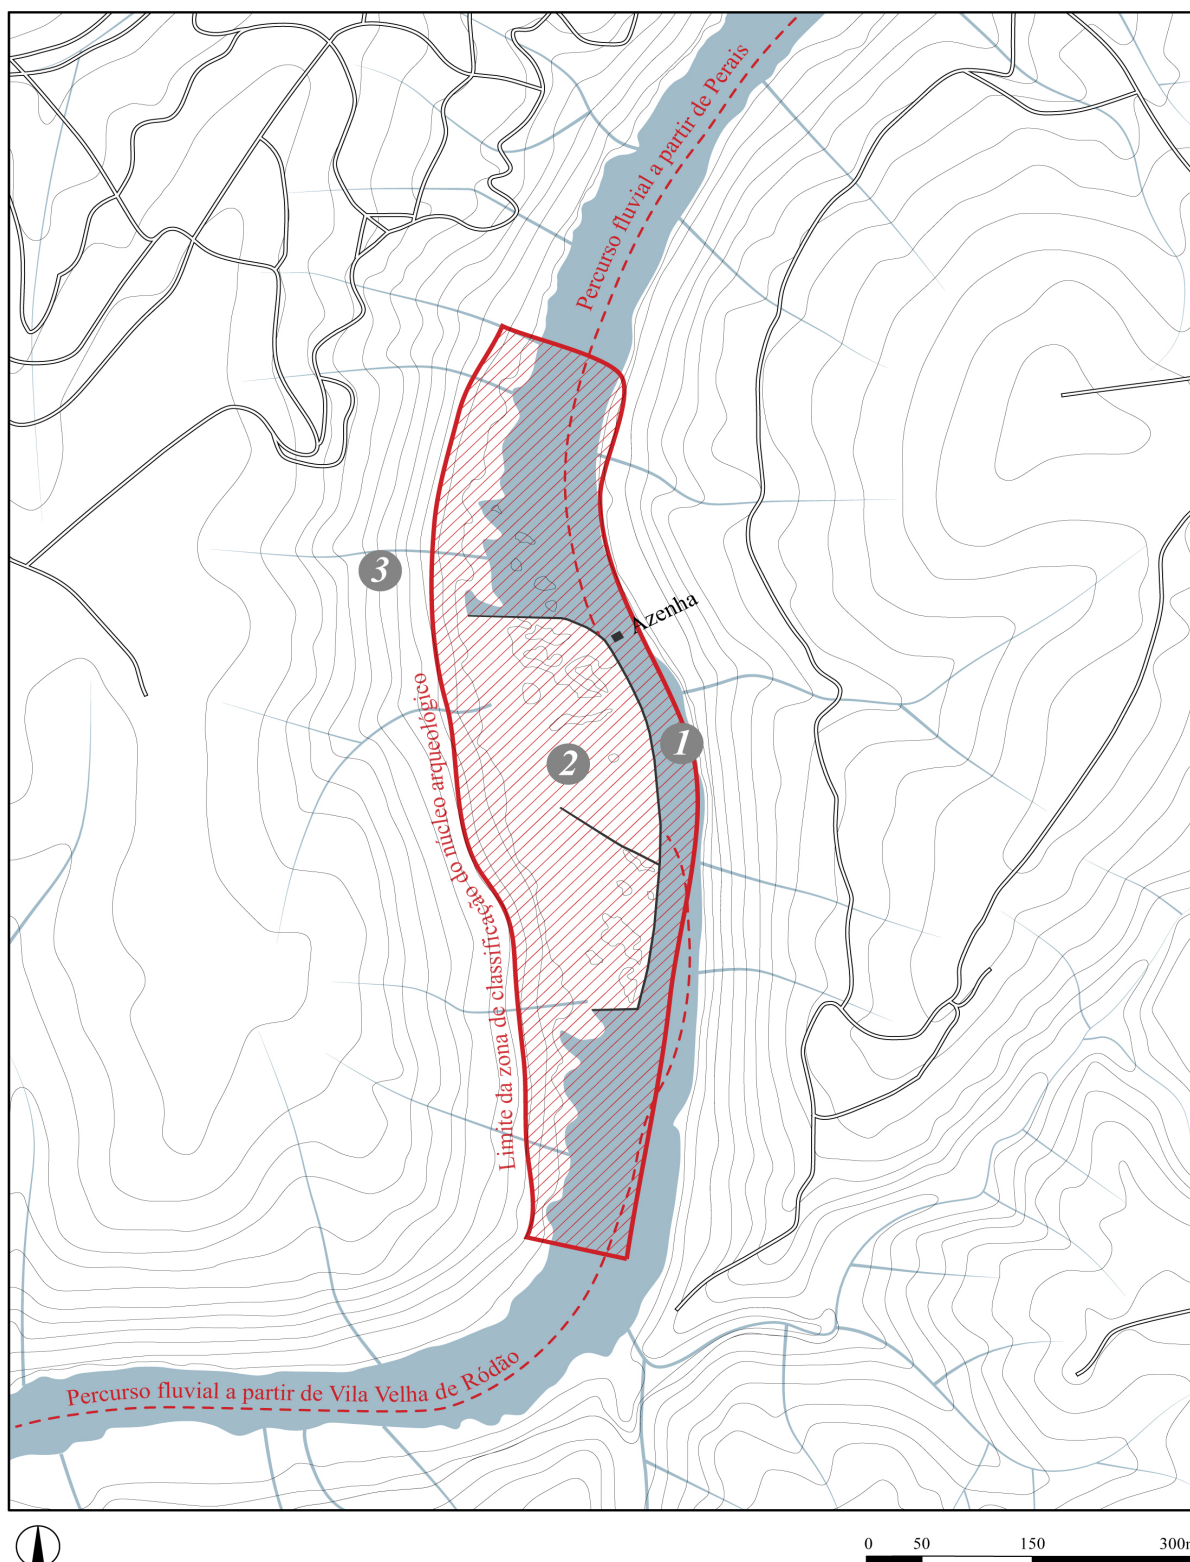 Percurso fluvial a partir de Perais
3
Azenha
Limite da zona de classificação do núcleo arqueológico
1
2
Percurso fluvial a partir de Vila Velha de Ródão
0 50 150 300m